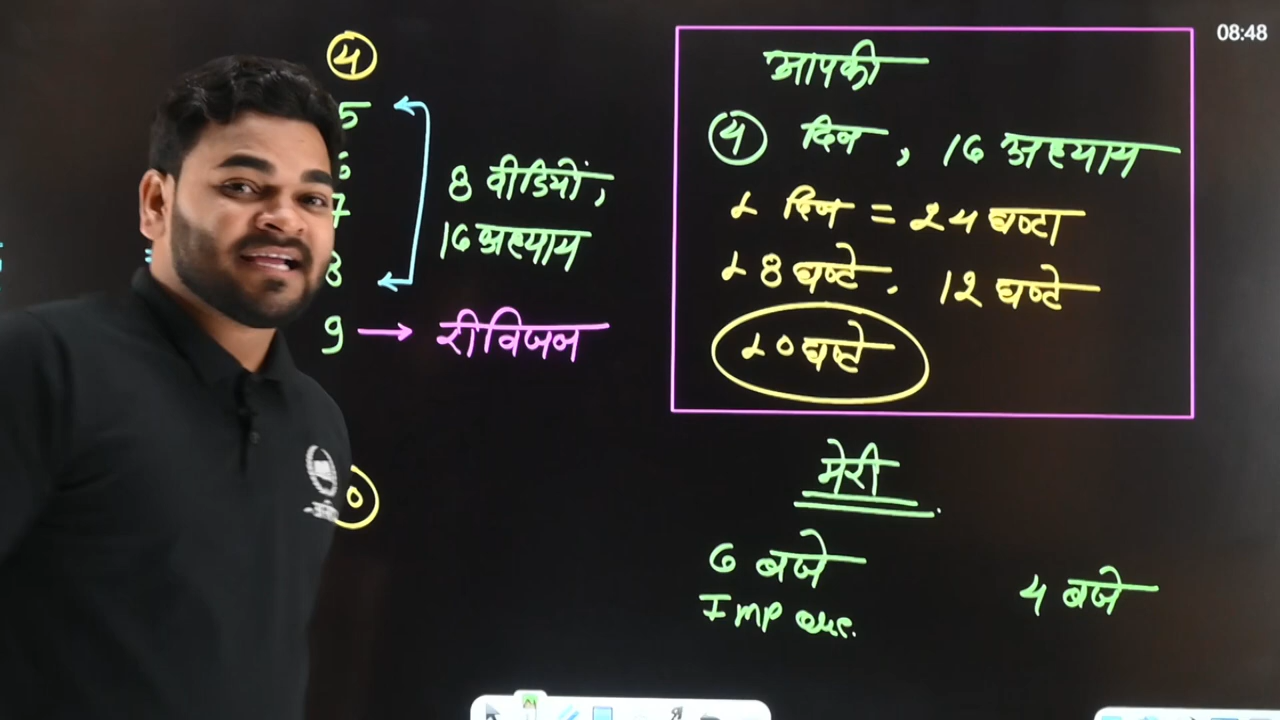 08:48
4
5
6
7
8
9 → रीविजन
8 वीडियों,
16 अध्याय
0
आपकी
4 दिन, 16 अध्याय
1 दिन = 24 घण्टा
18 घण्टे. 12 घण्टे
10 घण्टे
मेरी
6 बजे
Imp que.
4 बजे